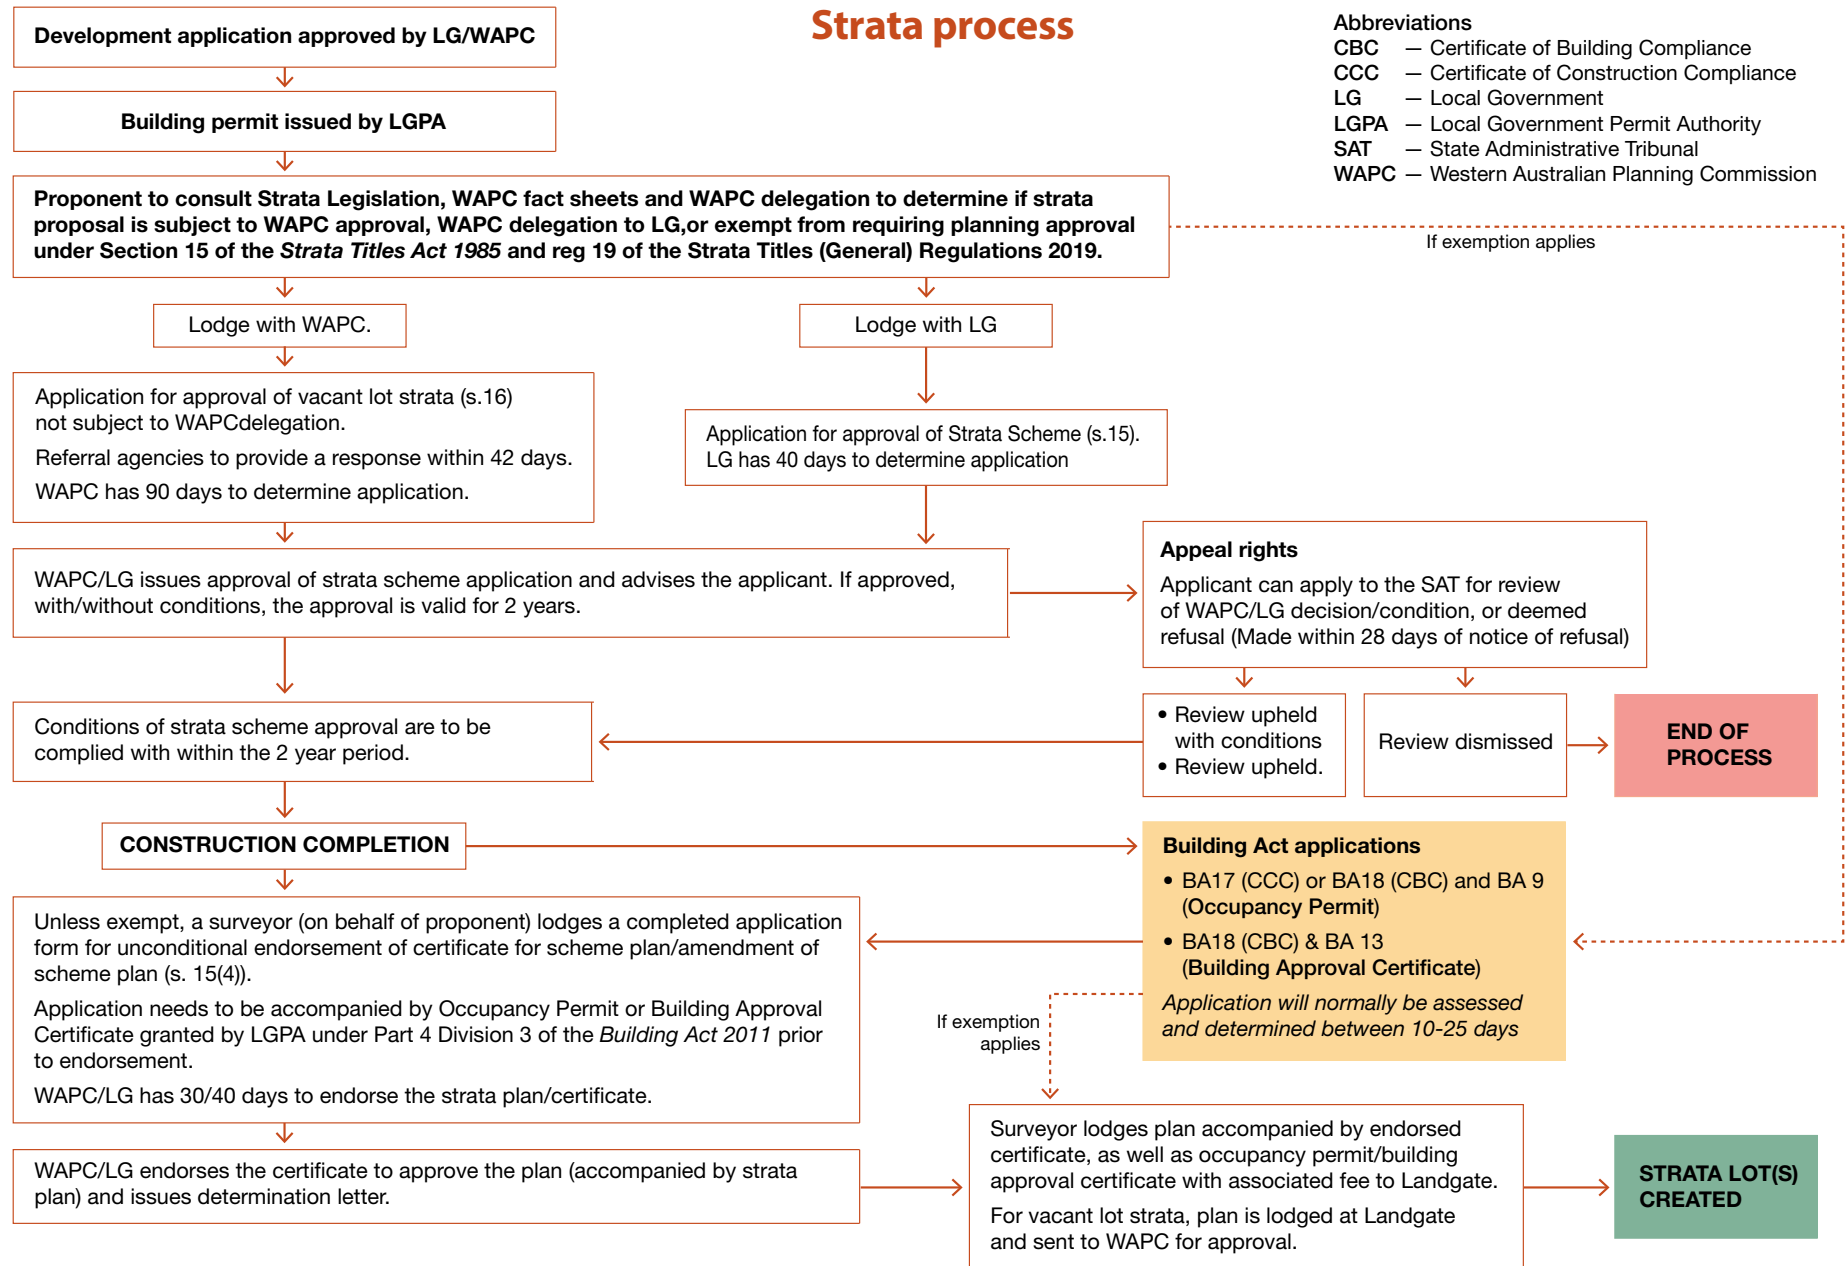 Strata process
Abbreviations
CBC — Certificate of Building Compliance
CCC — Certificate of Construction Compliance
LG — Local Government
LGPA — Local Government Permit Authority
SAT — State Administrative Tribunal
WAPC — Western Australian Planning Commission
Development application approved by LG/WAPC
Building permit issued by LGPA
Proponent to consult Strata Legislation, WAPC fact sheets and WAPC delegation to determine if strata
proposal is subject to WAPC approval, WAPC delegation to LG,or exempt from requiring planning approval
under Section 15 of the Strata Titles Act 1985 and reg 19 of the Strata Titles (General) Regulations 2019.
If exemption applies
Lodge with WAPC.
Lodge with LG
Application for approval of vacant lot strata (s.16)
not subject to WAPCdelegation.
Referral agencies to provide a response within 42 days.
WAPC has 90 days to determine application.
Application for approval of Strata Scheme (s.15).
LG has 40 days to determine application
WAPC/LG issues approval of strata scheme application and advises the applicant. If approved,
with/without conditions, the approval is valid for 2 years.
Appeal rights
Applicant can apply to the SAT for review
of WAPC/LG decision/condition, or deemed
refusal (Made within 28 days of notice of refusal)
Conditions of strata scheme approval are to be
complied with within the 2 year period.
• Review upheld
with conditions
• Review upheld.
Review dismissed
END OF
PROCESS
CONSTRUCTION COMPLETION
Building Act applications
• BA17 (CCC) or BA18 (CBC) and BA 9
(Occupancy Permit)
• BA18 (CBC) & BA 13
(Building Approval Certificate)
Application will normally be assessed
and determined between 10-25 days
Unless exempt, a surveyor (on behalf of proponent) lodges a completed application
form for unconditional endorsement of certificate for scheme plan/amendment of
scheme plan (s. 15(4)).
Application needs to be accompanied by Occupancy Permit or Building Approval
Certificate granted by LGPA under Part 4 Division 3 of the Building Act 2011 prior
to endorsement.
WAPC/LG has 30/40 days to endorse the strata plan/certificate.
If exemption
applies
WAPC/LG endorses the certificate to approve the plan (accompanied by strata
plan) and issues determination letter.
Surveyor lodges plan accompanied by endorsed
certificate, as well as occupancy permit/building
approval certificate with associated fee to Landgate.
For vacant lot strata, plan is lodged at Landgate
and sent to WAPC for approval.
STRATA LOT(S)
CREATED